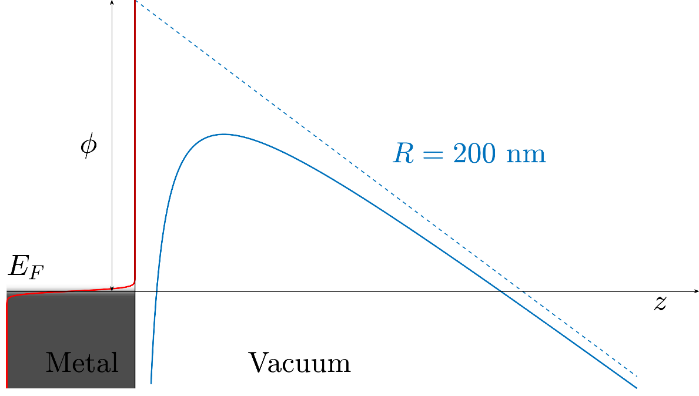 ϕ
R = 200 nm
E_F
z
Metal
Vacuum